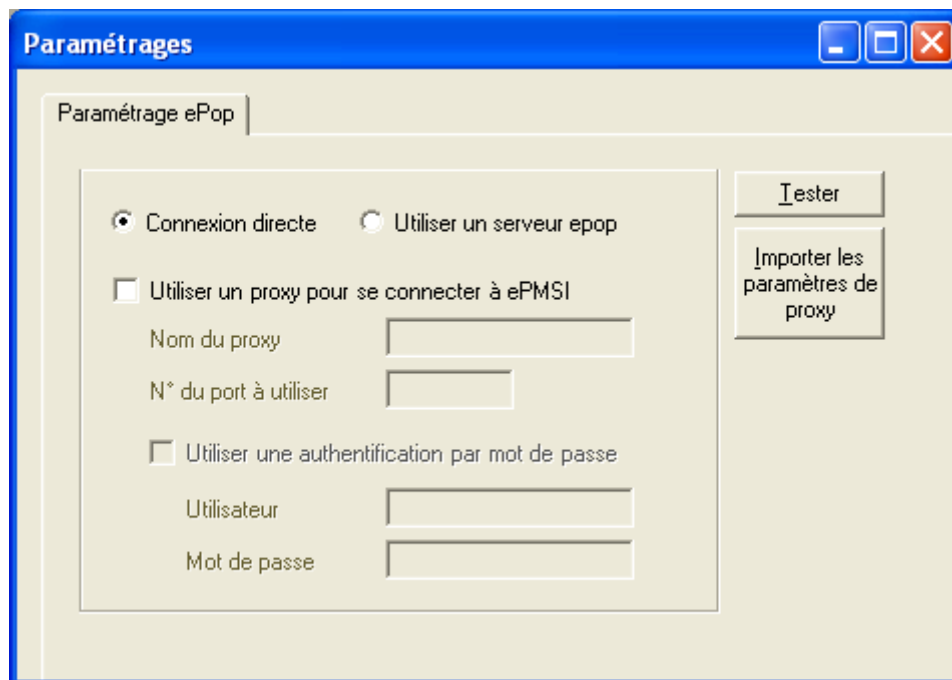 Paramétrages
Paramétrage ePop
Connexion directe
Utiliser un serveur epop
Tester
Utiliser un proxy pour se connecter à ePMSI
Importer les
paramètres de
proxy
Nom du proxy
N° du port à utiliser
Utiliser une authentification par mot de passe
Utilisateur
Mot de passe